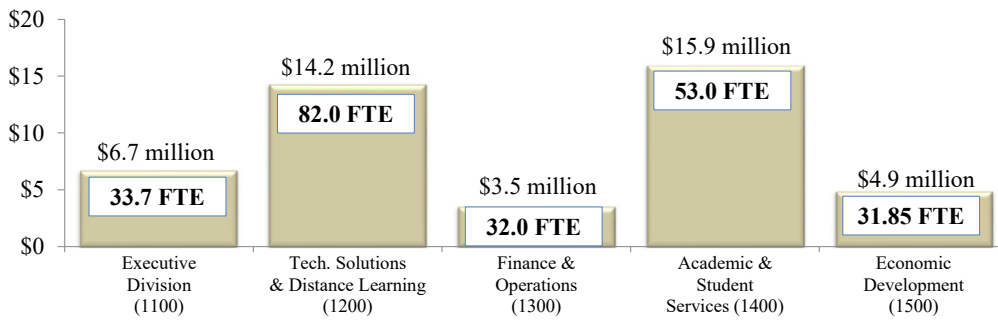 $20
$15
$10
$5
$0
$6.7 million
33.7 FTE
$14.2 million
82.0 FTE
$3.5 million
32.0 FTE
$15.9 million
53.0 FTE
$4.9 million
31.85 FTE
Executive
Division
(1100)
Tech. Solutions
& Distance Learning
(1200)
Finance &
Operations
(1300)
Academic &
Student
Services (1400)
Economic
Development
(1500)